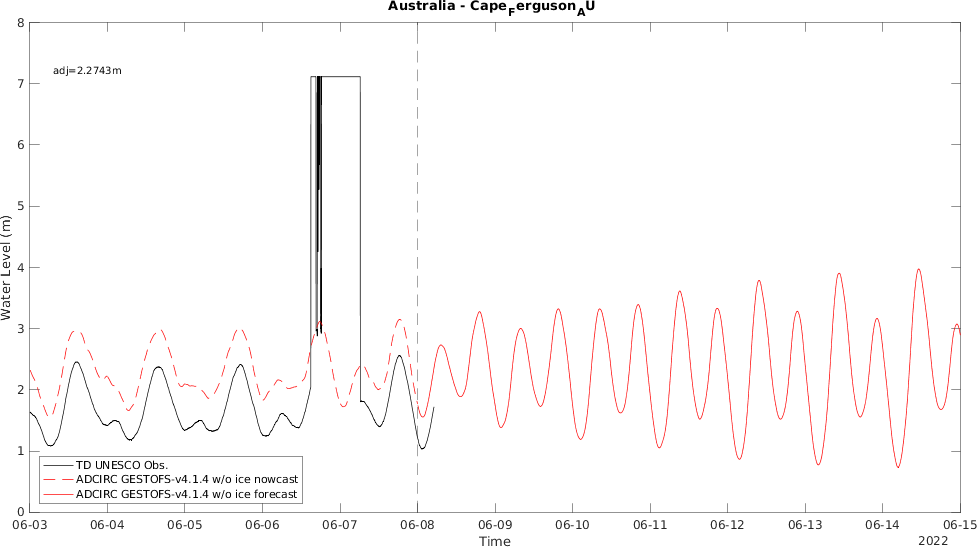 Australia - Cape_Ferguson_AU
8
7
6
5
4
3
2
1
0
Water Level (m)
adj=2.2743m
TD UNESCO Obs.
ADCIRC GESTOFS-v4.1.4 w/o ice nowcast
ADCIRC GESTOFS-v4.1.4 w/o ice forecast
06-03 06-04 06-05 06-06 06-07 06-08 06-09 06-10 06-11 06-12 06-13 06-14 06-15
Time
2022